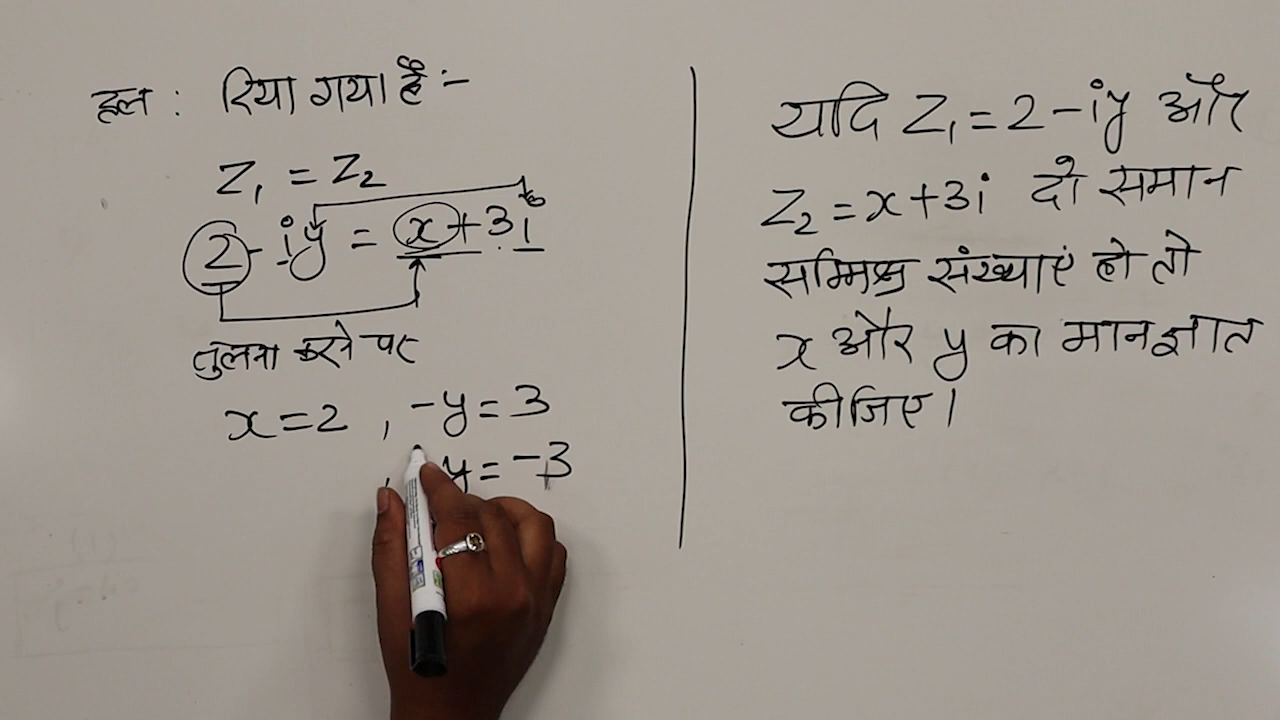 हल : दिया गया है :-
Z₁ = Z₂
2 - iy = x + 3i
तुलना करने पर
x = 2 , -y = 3
, y = -3
यदि Z₁ = 2 - iy और
Z₂ = x + 3i दो समान
सम्मिश्र संख्याएं हो तो
x और y का मान ज्ञात
कीजिए।